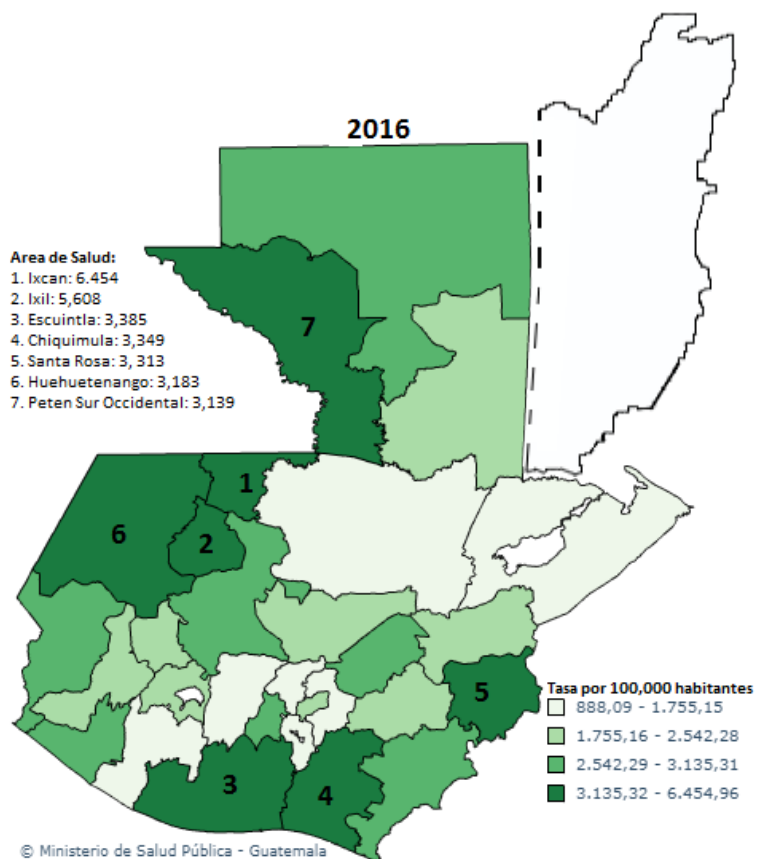 2016
Area de Salud:
1. Ixcan: 6.454
2. Ixil: 5,608
3. Escuintla: 3,385
4. Chiquimula: 3,349
5. Santa Rosa: 3, 313
6. Huehuetenango: 3,183
7. Peten Sur Occidental: 3,139
7
1
6
2
5
3
4
Tasa por 100,000 habitantes
888,09 - 1.755,15
1.755,16 - 2.542,28
2.542,29 - 3.135,31
3.135,32 - 6.454,96
© Ministerio de Salud Pública - Guatemala